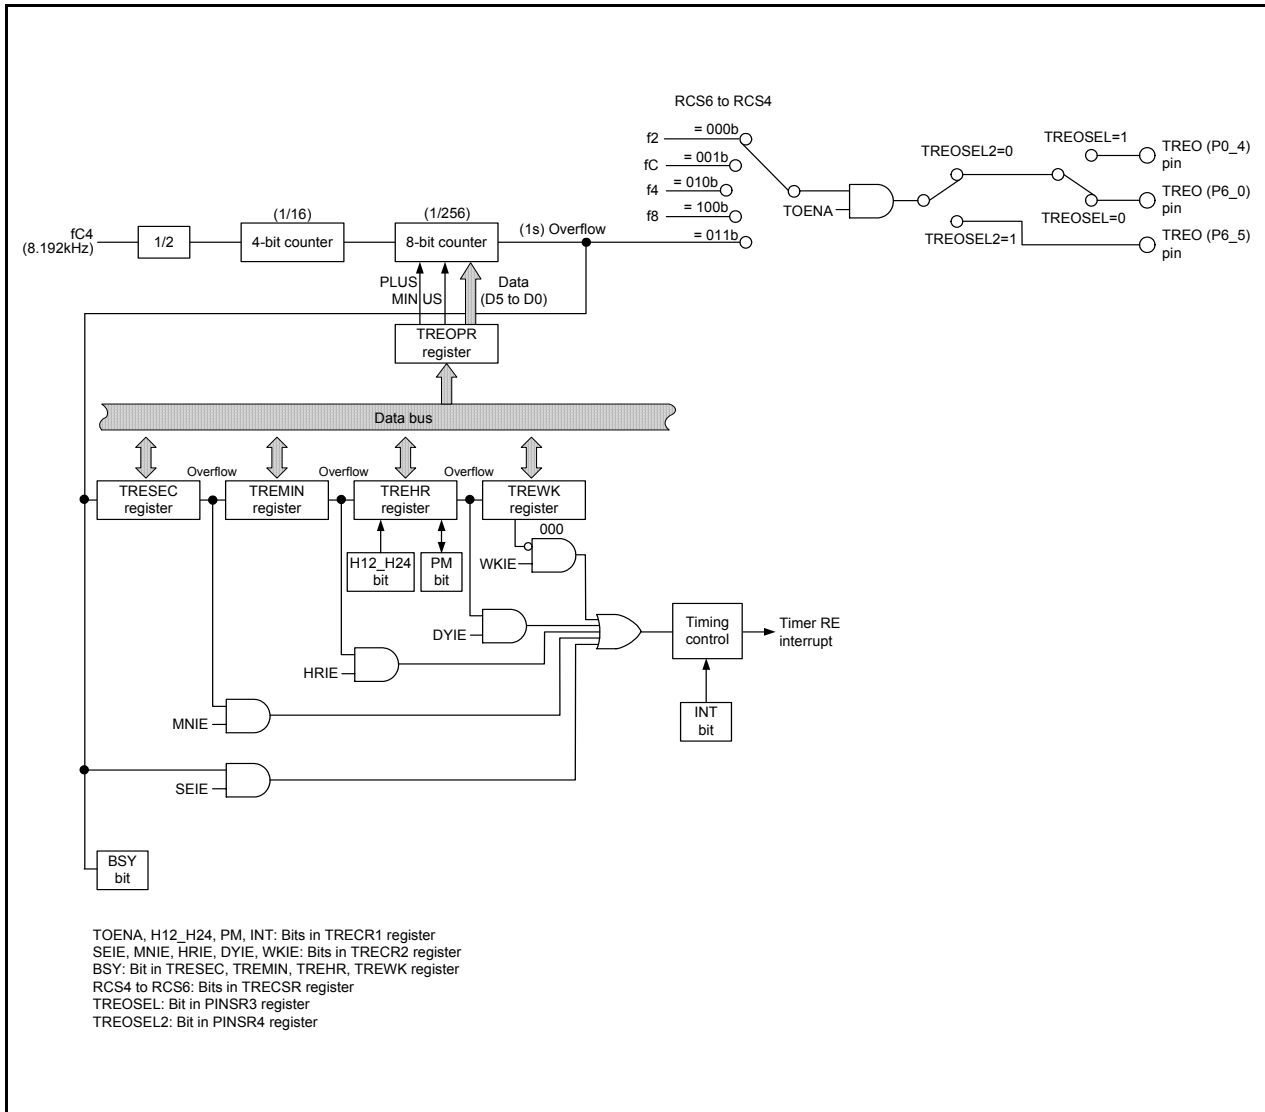 RCS6 to RCS4
f2
= 000b
fC
= 001b
f4
= 010b
f8
= 100b
= 011b
TOENA
TREOSEL2=0
TREOSEL2=1
TREOSEL=1
TREOSEL=0
TREO (P0_4)
pin
TREO (P6_0)
pin
TREO (P6_5)
pin
fC4
(8.192kHz)
1/2
(1/16)
4-bit counter
(1/256)
8-bit counter
(1s) Overflow
PLUS
MIN US
Data
(D5 to D0)
TREOPR
register
Data bus
Overflow
Overflow
Overflow
TRESEC
register
TREMIN
register
TREHR
register
TREWK
register
H12_H24
bit
PM
bit
000
WKIE
DYIE
HRIE
MNIE
SEIE
Timing
control
Timer RE
interrupt
INT
bit
BSY
bit
TOENA, H12_H24, PM, INT: Bits in TRECR1 register
SEIE, MNIE, HRIE, DYIE, WKIE: Bits in TRECR2 register
BSY: Bit in TRESEC, TREMIN, TREHR, TREWK register
RCS4 to RCS6: Bits in TRECSR register
TREOSEL: Bit in PINSR3 register
TREOSEL2: Bit in PINSR4 register